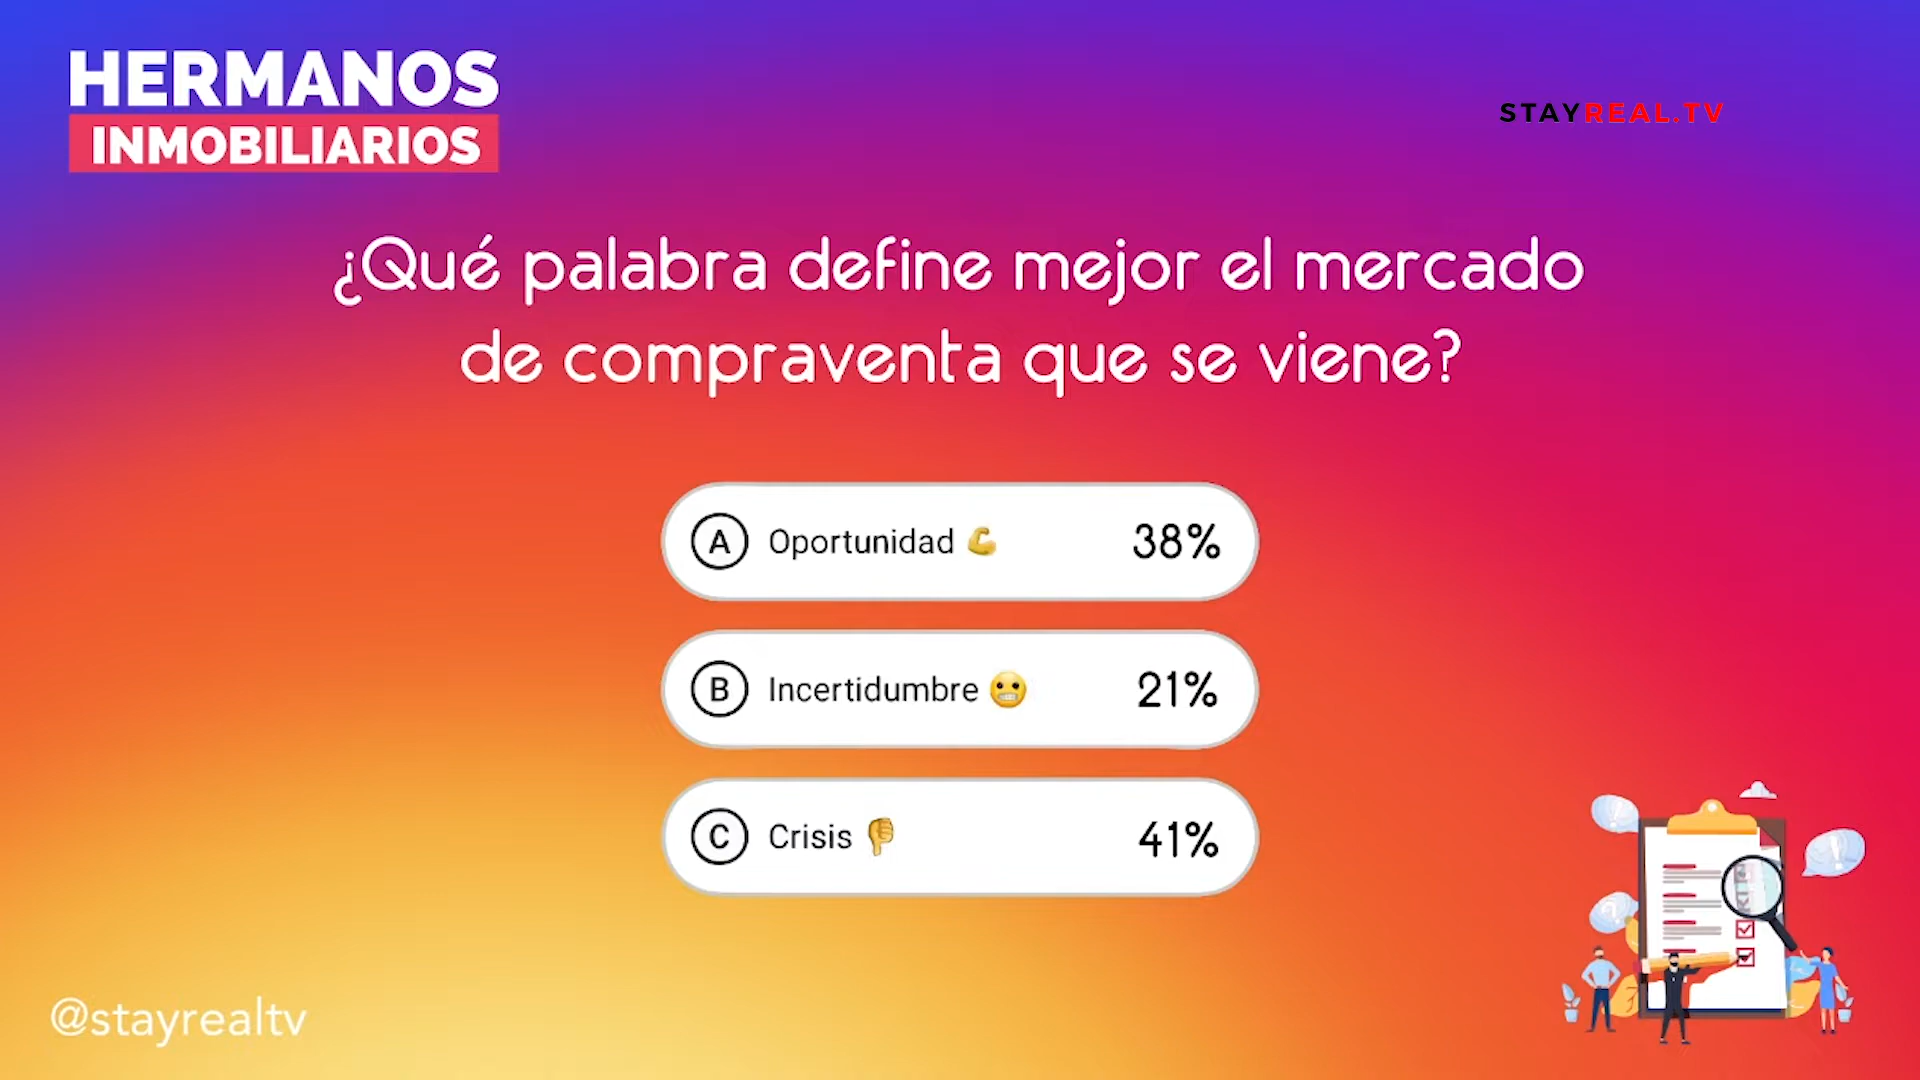 HERMANOS
INMOBILIARIOS
STAYREAL.TV
¿Qué palabra define mejor el mercado
de compraventa que se viene?
A Oportunidad 💪 38%
B Incertidumbre 😬 21%
C Crisis 👎 41%
@stayrealtv